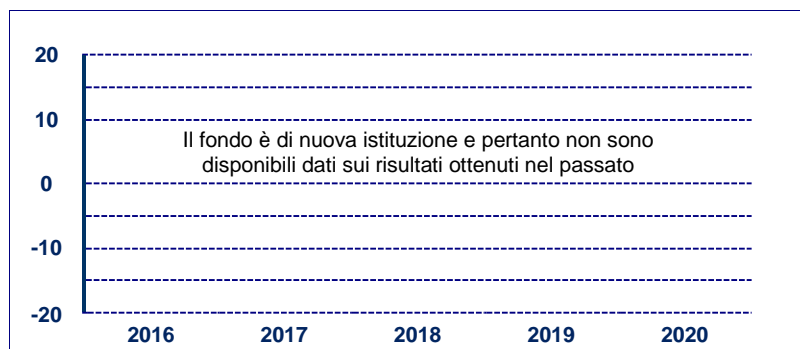 20
10
Il fondo è di nuova istituzione e pertanto non sono
disponibili dati sui risultati ottenuti nel passato
0
-10
-20
2016 2017 2018 2019 2020